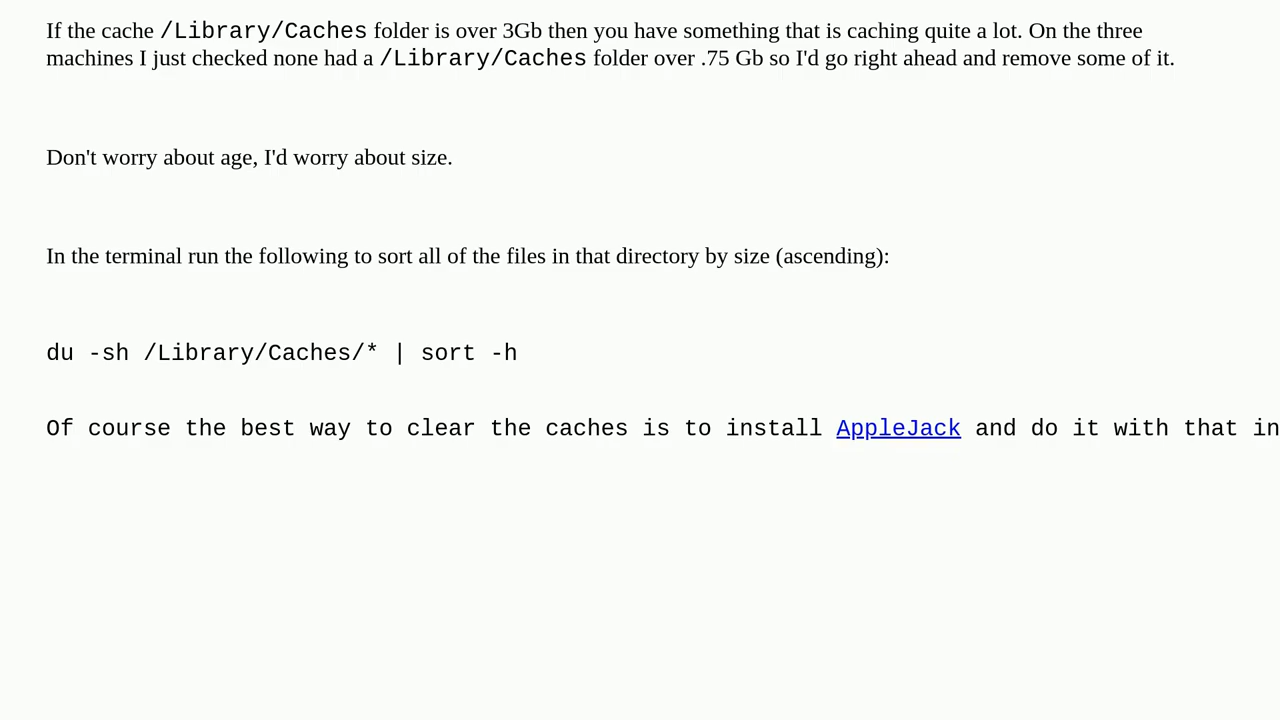 If the cache /Library/Caches folder is over 3Gb then you have something that is caching quite a lot. On the three
machines I just checked none had a /Library/Caches folder over .75 Gb so I'd go right ahead and remove some of it.
Don't worry about age, I'd worry about size.
In the terminal run the following to sort all of the files in that directory by size (ascending):
du -sh /Library/Caches/* | sort -h
Of course the best way to clear the caches is to install AppleJack and do it with that in